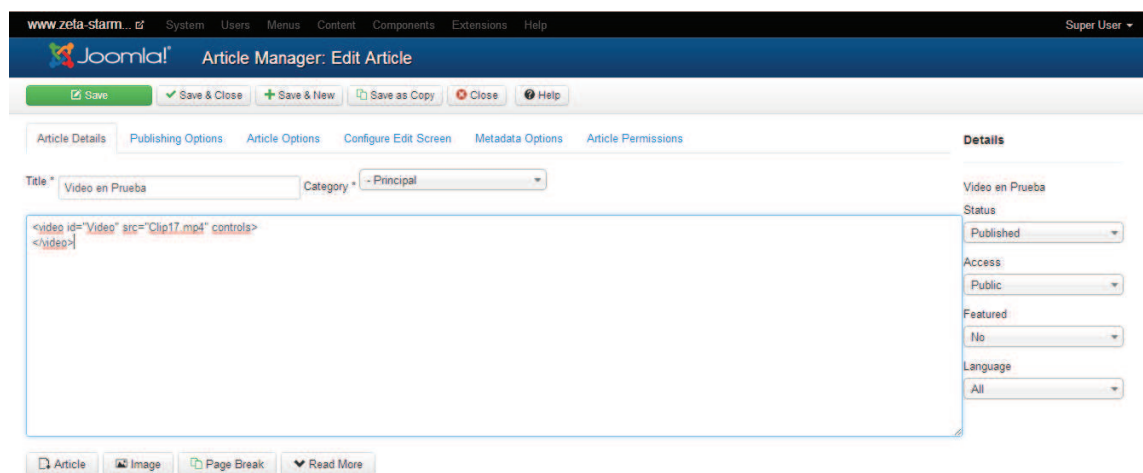 www.zeta-starm... System Users Menus Content Components Extensions Help Super User
Joomla!® Article Manager: Edit Article
Save Save & Close Save & New Save as Copy Close Help
Article Details Publishing Options Article Options Configure Edit Screen Metadata Options Article Permissions Details
Title * Video en Prueba Category * - Principal
Video en Prueba
<video id="Video" src="Clip17.mp4" controls>
</video>
Status
Published
Access
Public
Featured
No
Language
All
Article Image Page Break Read More